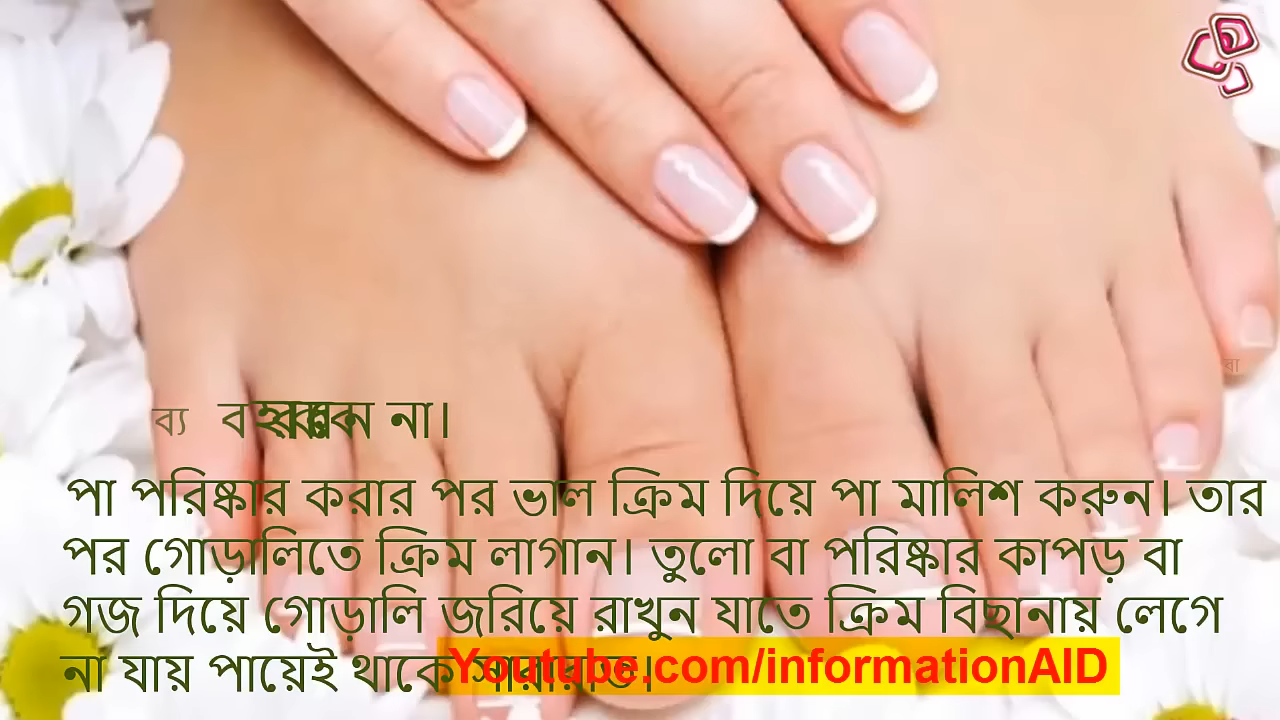 না।
পা পরিষ্কার করার পর ভাল ক্রিম দিয়ে পা মালিশ করুন। তার
পর গোড়ালিতে ক্রিম লাগান। তুলো বা পরিষ্কার কাপড় বা
গজ দিয়ে গোড়ালি জরিয়ে রাখুন যাতে ক্রিম বিছানায় লেগে
না যায় পায়েই থাকে সারারাত।
Youtube.com/informationAID